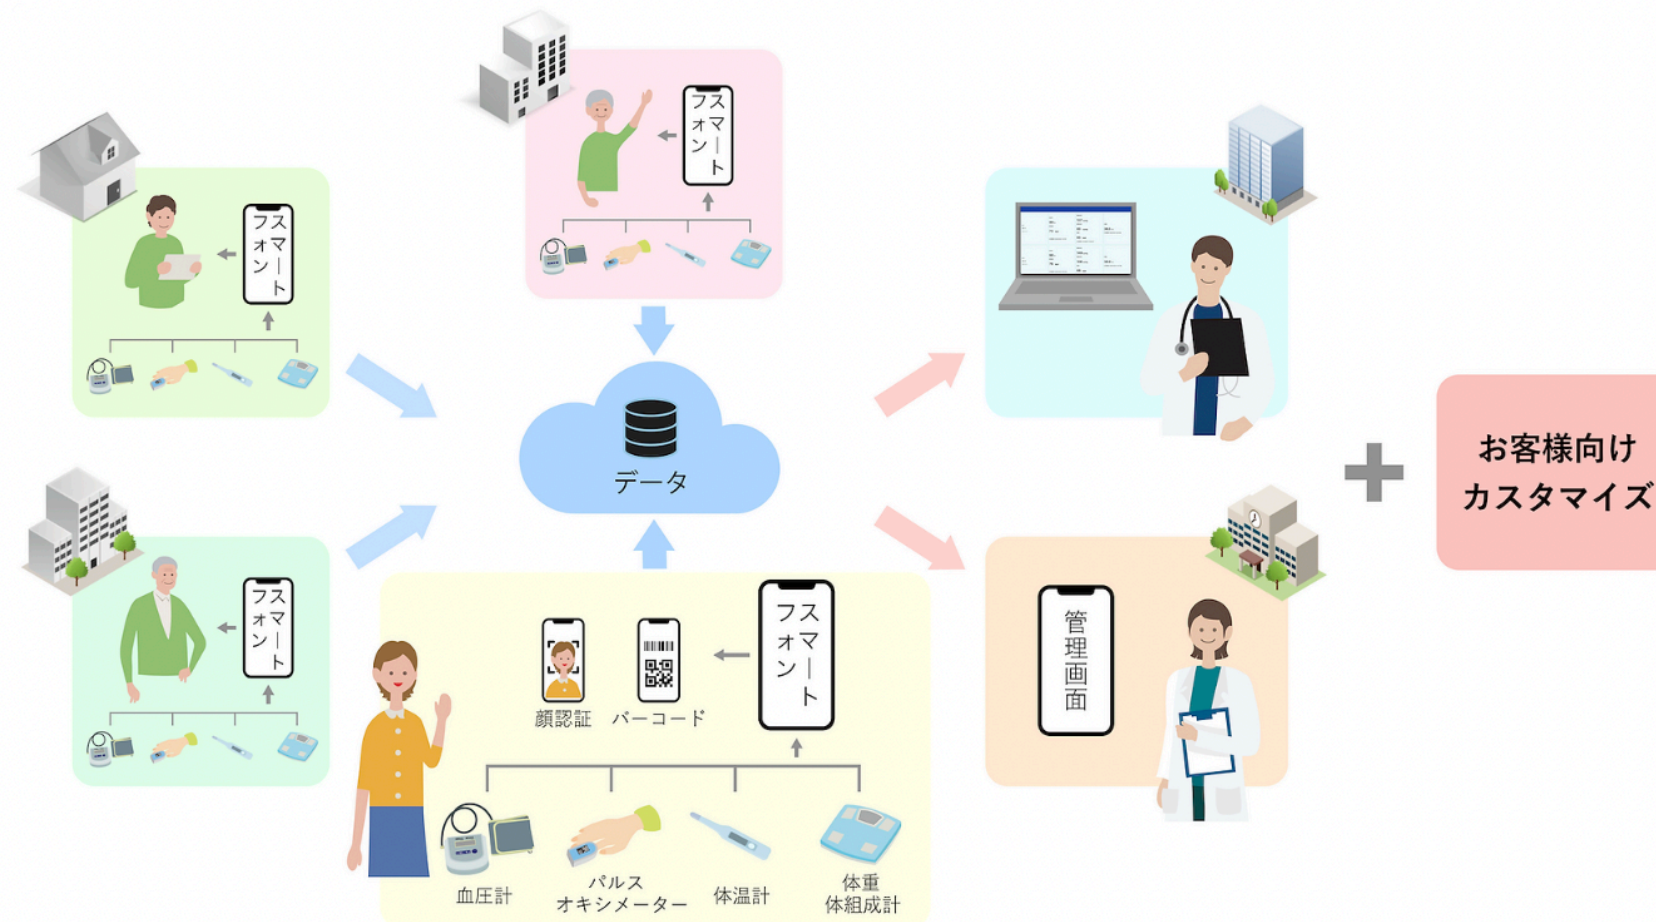 スマート
フォン
スマート
フォン
データ
お客様向け
カスタマイズ
スマート
フォン
スマート
フォン
管理画面
顔認証
バーコード
血圧計
パルス
オキシメーター
体温計
体重
体組成計